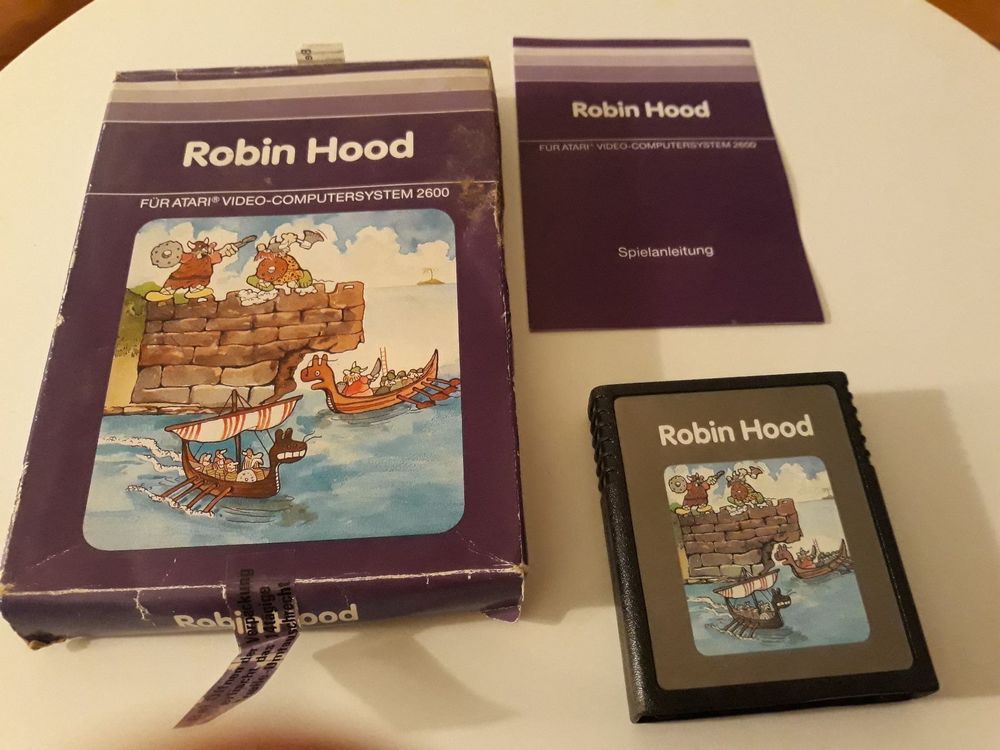 Robin Hood
FÜR ATARI® VIDEO-COMPUTERSYSTEM 2600
Robin Hood
Robin Hood
FÜR ATARI® VIDEO-COMPUTERSYSTEM 2600
Spielanleitung
Robin Hood